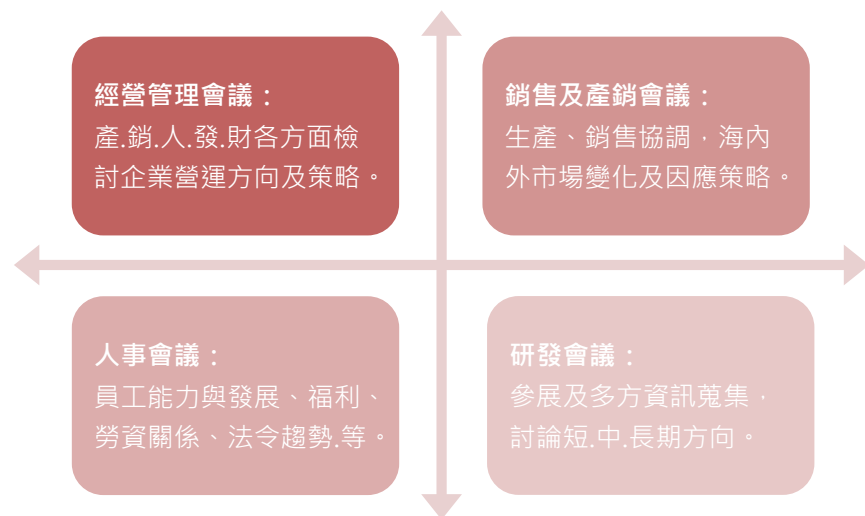 經營管理會議：
產.銷.人.發.財各方面檢
討企業營運方向及策略。
銷售及產銷會議：
生產、銷售協調，海內
外市場變化及因應策略。
人事會議：
員工能力與發展、福利、
勞資關係、法令趨勢.等。
研發會議：
參展及多方資訊蒐集，
討論短.中.長期方向。